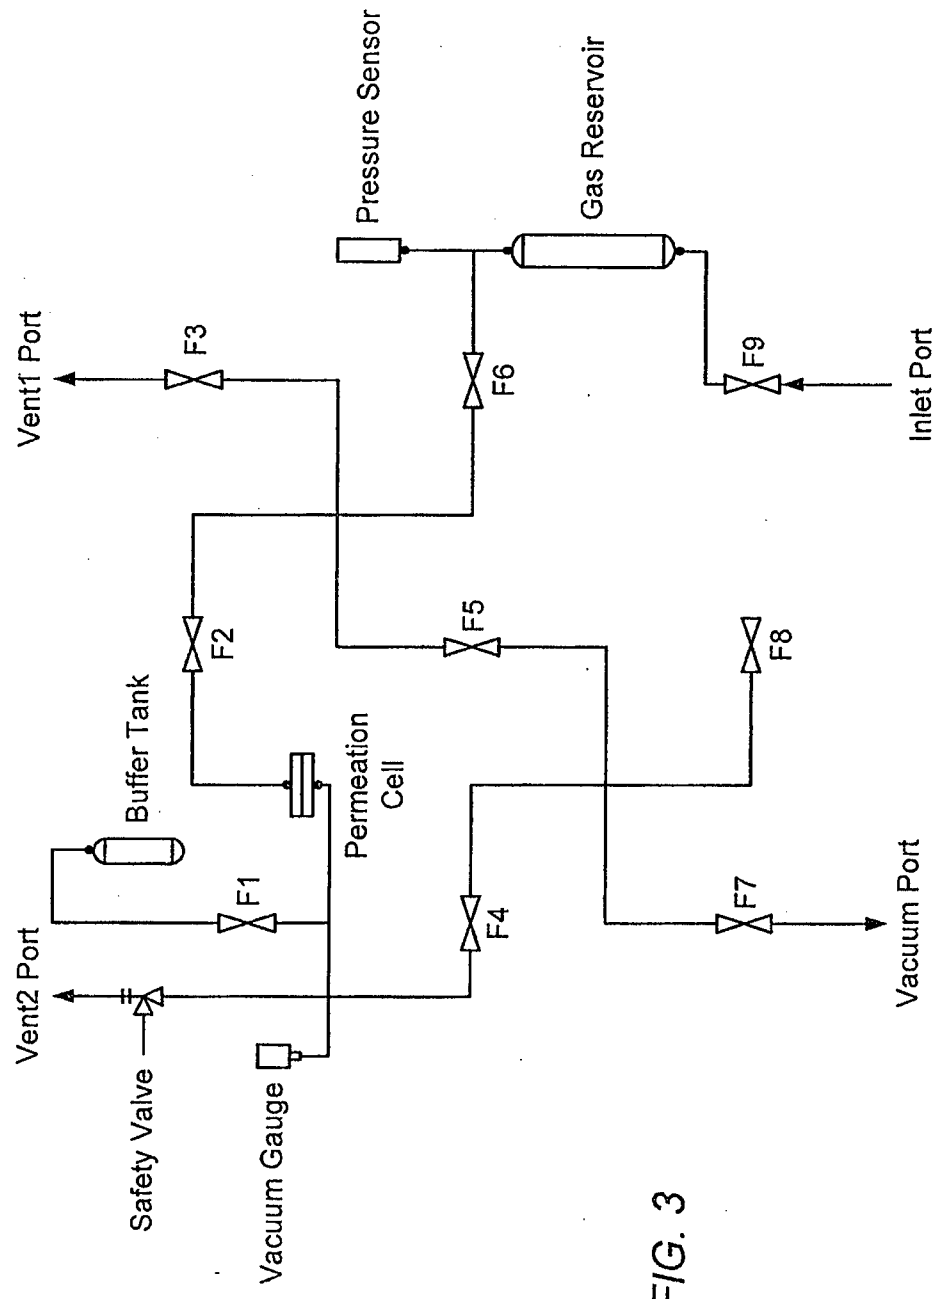 Vent2 Port
Safety Valve
Vacuum Gauge
Buffer Tank
F1
Permeation
Cell
F2
Vent1 Port
F3
Pressure Sensor
Gas Reservoir
F6
F5
F4
F7
Vacuum Port
F8
F9
Inlet Port
FIG. 3